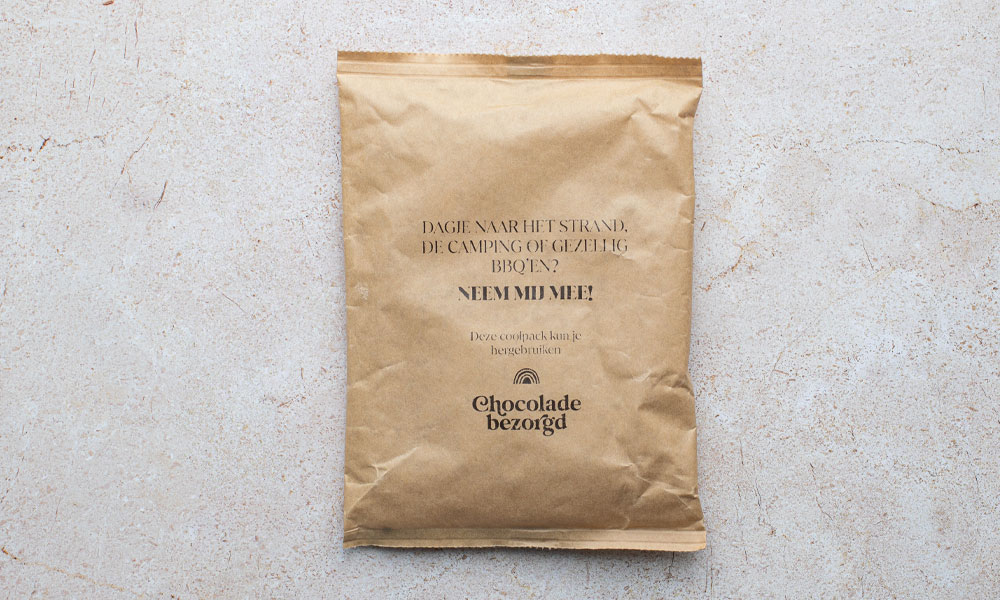 DAGJE NAAR HET STRAND,
DE CAMPING OF GEZELLIG
BBQ'EN?
NEEM MIJ MEE!
Deze coolpack kun je
hergebruiken
Chocolade
bezorgd